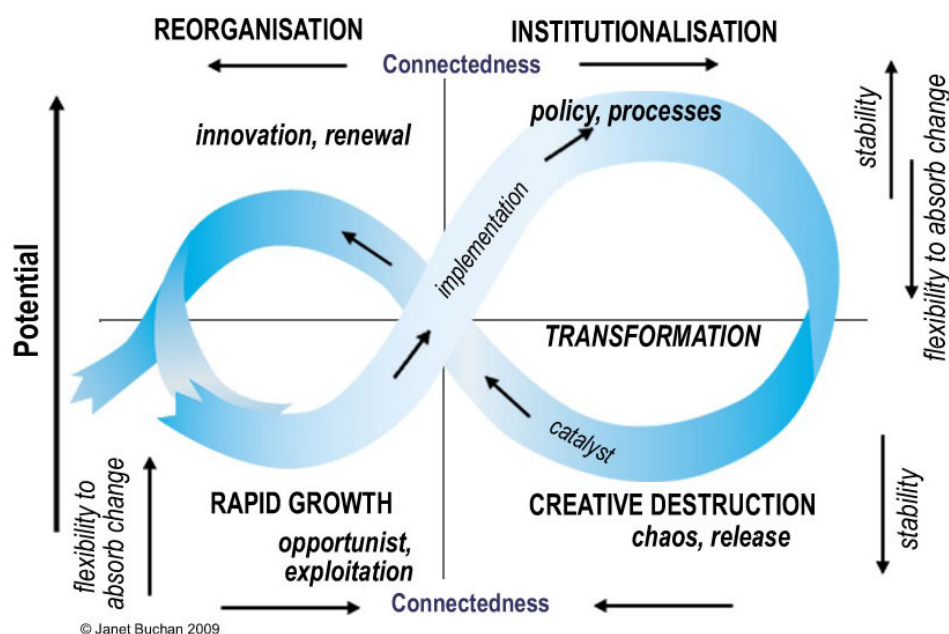 REORGANISATION
INSTITUTIONALISATION
Connectedness
policy, processes
innovation, renewal
stability
flexibility to absorb change
implementation
Potential
TRANSFORMATION
catalyst
flexibility to
absorb change
RAPID GROWTH
opportunist,
exploitation
CREATIVE DESTRUCTION
chaos, release
stability
Connectedness
© Janet Buchan 2009